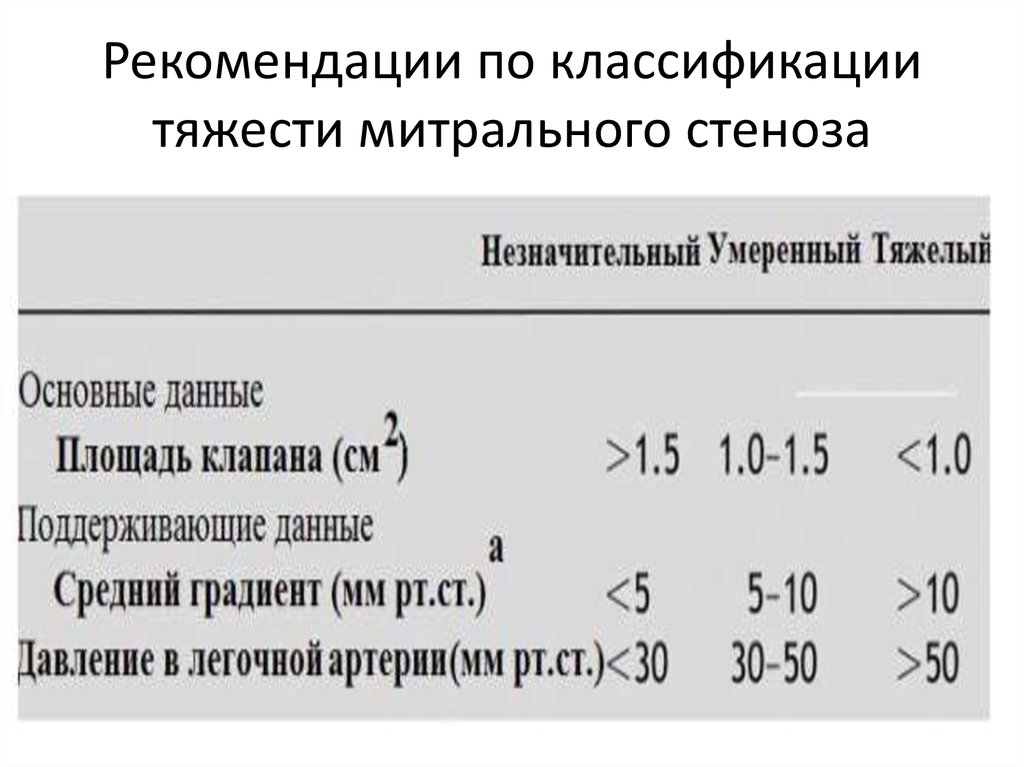 Рекомендации по классификации
тяжести митрального стеноза
Незначительный Умеренный Тяжелый
Основные данные
Площадь клапана (см²) >1.5 1.0-1.5 <1.0
Поддерживающие данные
Средний градиент (мм рт.ст.)ᵃ <5 5-10 >10
Давление в легочной артерии(мм рт.ст.) <30 30-50 >50